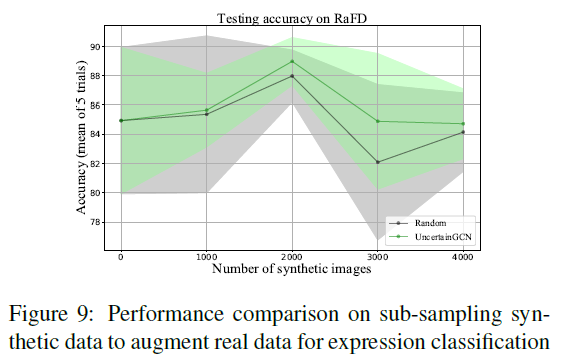 Testing accuracy on RaFD
90
88
86
84
82
80
78
Accuracy (mean of 5 trials)
Random
UncertainGCN
0 1000 2000 3000 4000
Number of synthetic images
Figure 9: Performance comparison on sub-sampling syn-
thetic data to augment real data for expression classification